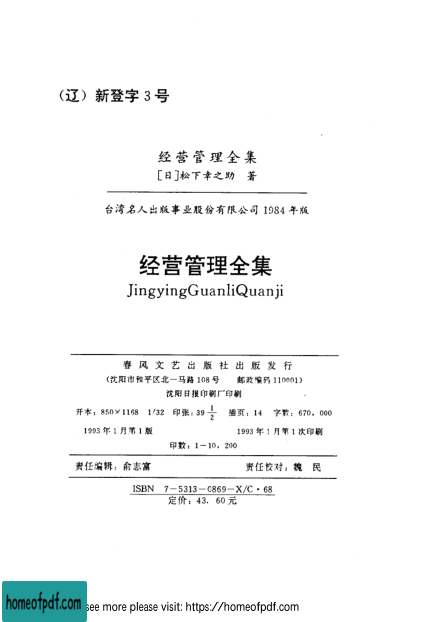 （辽）新登字 3 号
经营管理全集
［日］松下幸之助　著
台湾名人出版事业股份有限公司 1984 年版
经营管理全集
JingyingGuanliQuanji
春风文艺出版社出版发行
（沈阳市和平区北一马路 108 号　邮政编码 110001）
沈阳日报印刷厂印刷
开本：850×1168　1/32　印张：39 1/2　插页：14　字数：670，000
1993 年 1 月第 1 版　1993 年 1 月第 1 次印刷
印数：1—10，200
责任编辑：俞志富　责任校对：魏　民
ISBN　7—5313—0869—X/C·68
定价：43．60 元
homeofpdf.com
see more please visit: https://homeofpdf.com